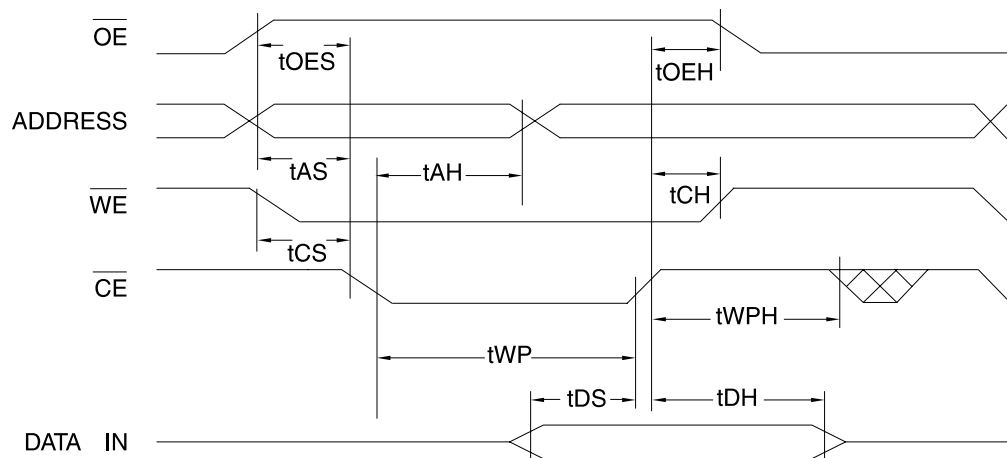 OE
tOES
tOEH
ADDRESS
tAS
tAH
tCH
WE
tCS
CE
tWPH
tWP
tDS
tDH
DATA IN